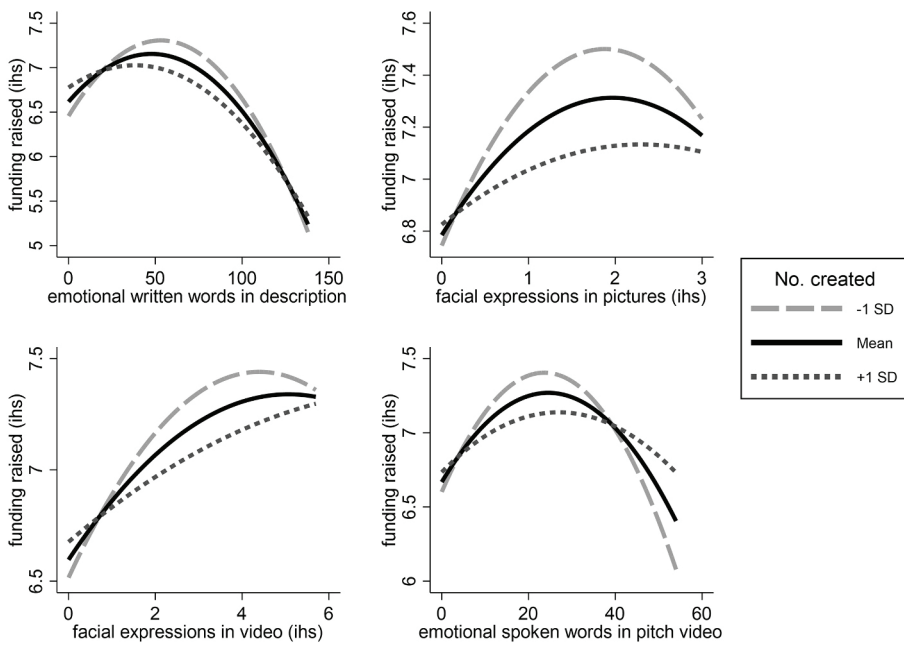 funding raised (ihs)
7.5
7
6.5
6
5.5
5
0
50
100
150
emotional written words in description
funding raised (ihs)
7.6
7.4
7.2
7
6.8
0
1
2
3
facial expressions in pictures (ihs)
No. created
-1 SD
Mean
+1 SD
funding raised (ihs)
7.5
7
6.5
0
2
4
6
facial expressions in video (ihs)
funding raised (ihs)
7.5
7
6.5
6
0
20
40
60
emotional spoken words in pitch video